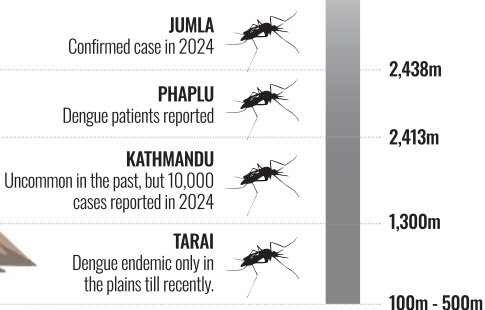 JUMLA
Confirmed case in 2024
2,438m
PHAPLU
Dengue patients reported
2,413m
KATHMANDU
Uncommon in the past, but 10,000
cases reported in 2024
1,300m
TARAI
Dengue endemic only in
the plains till recently.
100m - 500m